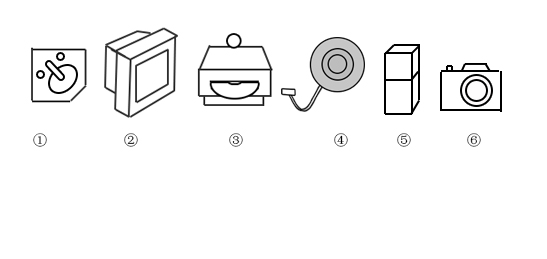 ① ② ③ ④ ⑤ ⑥